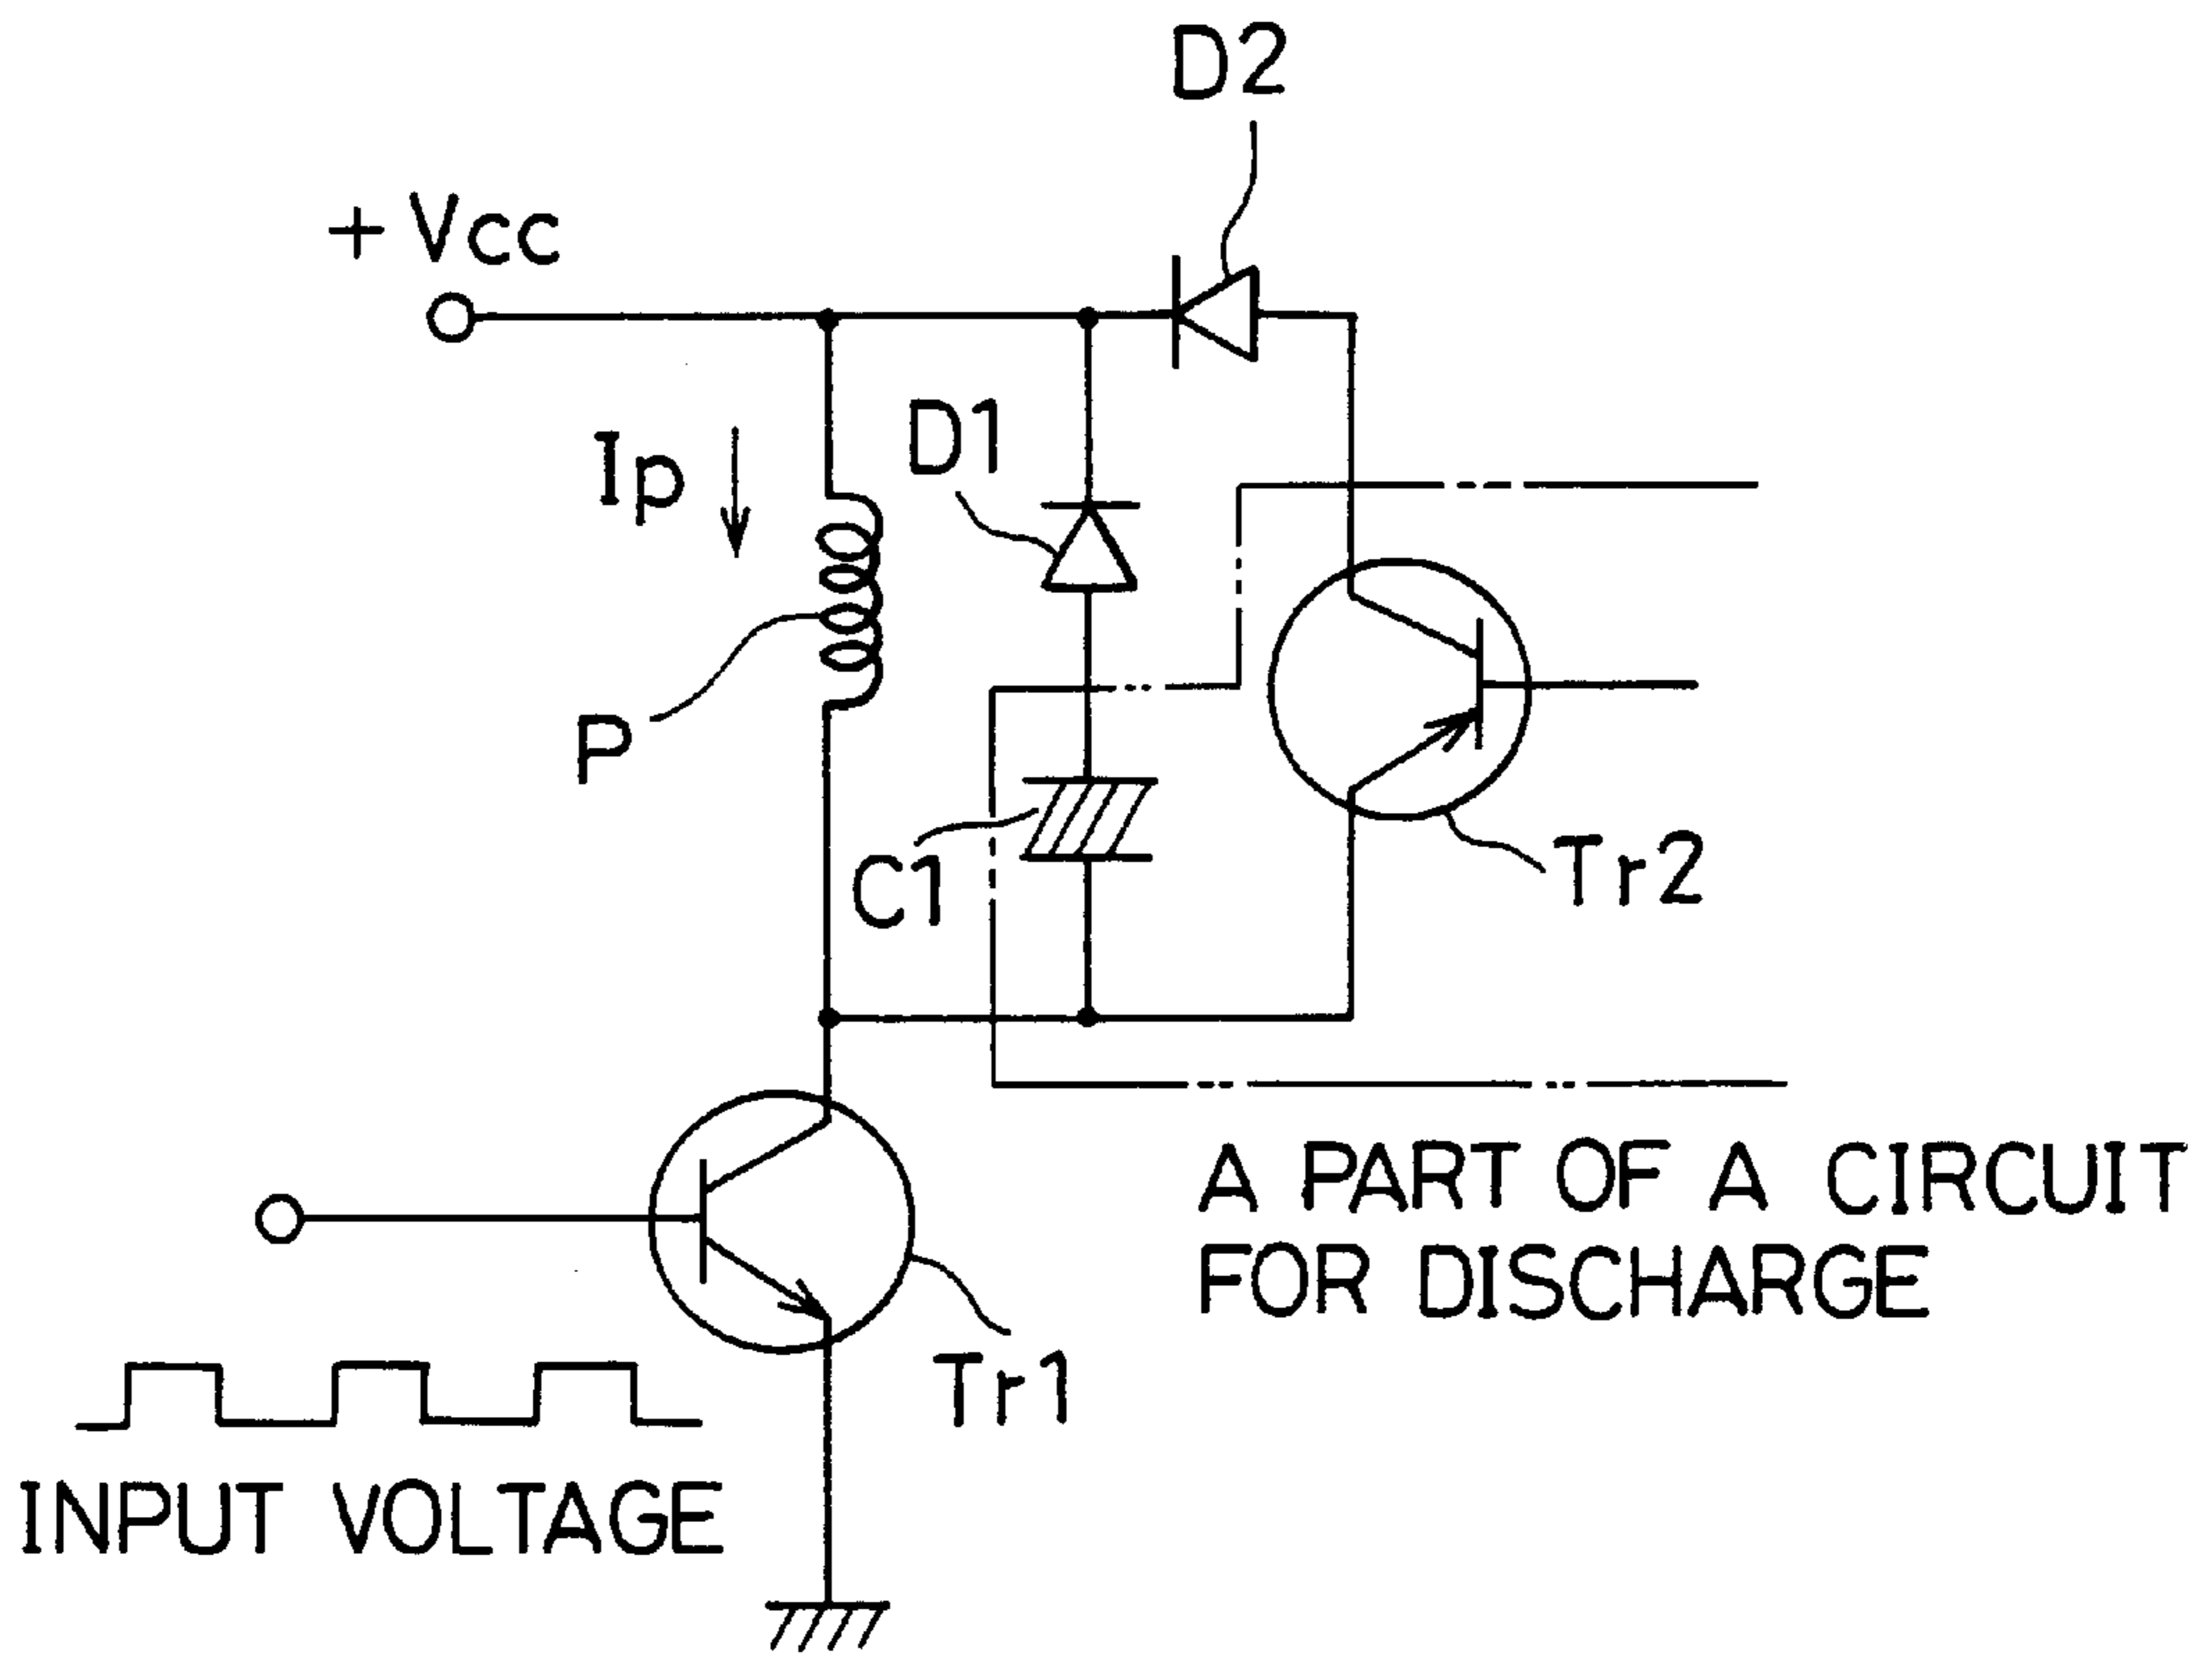 D2
+Vcc
Ip
D1
P
C1
Tr2
A PART OF A CIRCUIT
FOR DISCHARGE
Tr1
INPUT VOLTAGE